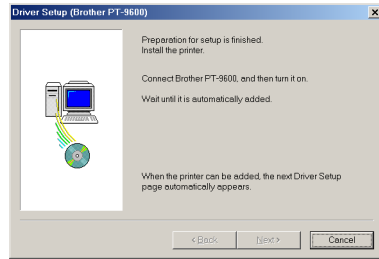 Driver Setup (Brother PT-9600)
Preparation for setup is finished.
Install the printer.
Connect Brother PT-9600, and then turn it on.
Wait until it is automatically added.
When the printer can be added, the next Driver Setup
page automatically appears.
< Back
Next >
Cancel